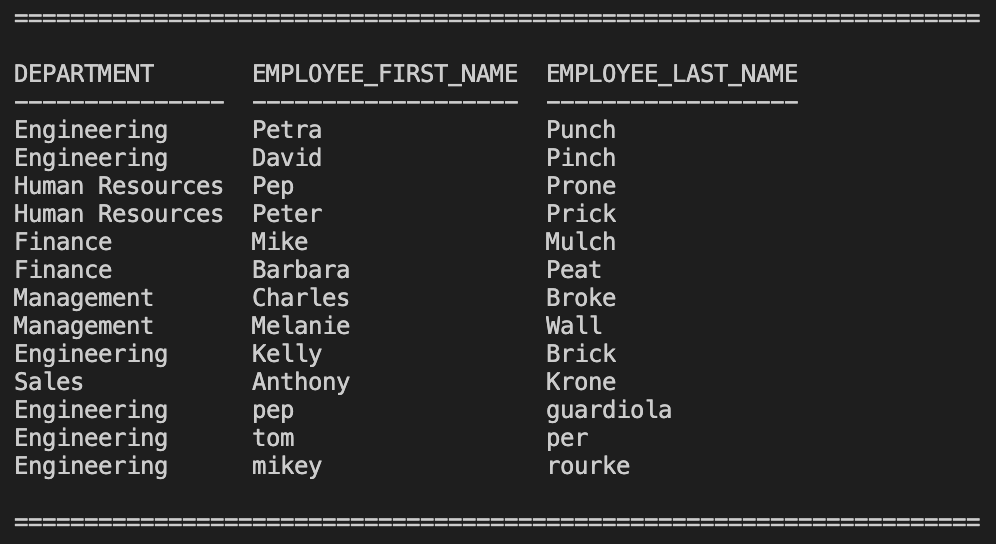 =====================================================================
DEPARTMENT       EMPLOYEE_FIRST_NAME  EMPLOYEE_LAST_NAME
---------------  -------------------  ------------------
Engineering      Petra                Punch
Engineering      David                Pinch
Human Resources  Pep                  Prone
Human Resources  Peter                Prick
Finance          Mike                 Mulch
Finance          Barbara              Peat
Management       Charles              Broke
Management       Melanie              Wall
Engineering      Kelly                Brick
Sales            Anthony              Krone
Engineering      pep                  guardiola
Engineering      tom                  per
Engineering      mikey                rourke
=====================================================================